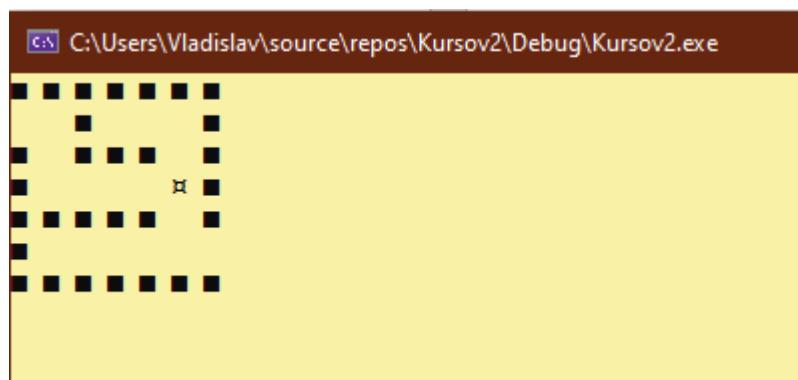 C:\Users\Vladislav\source\repos\Kursov2\Debug\Kursov2.exe
■ ■ ■ ■ ■ ■ ■
    ■       ■
■   ■ ■ ■   ■
■         ¤ ■
■ ■ ■ ■ ■   ■
■
■ ■ ■ ■ ■ ■ ■